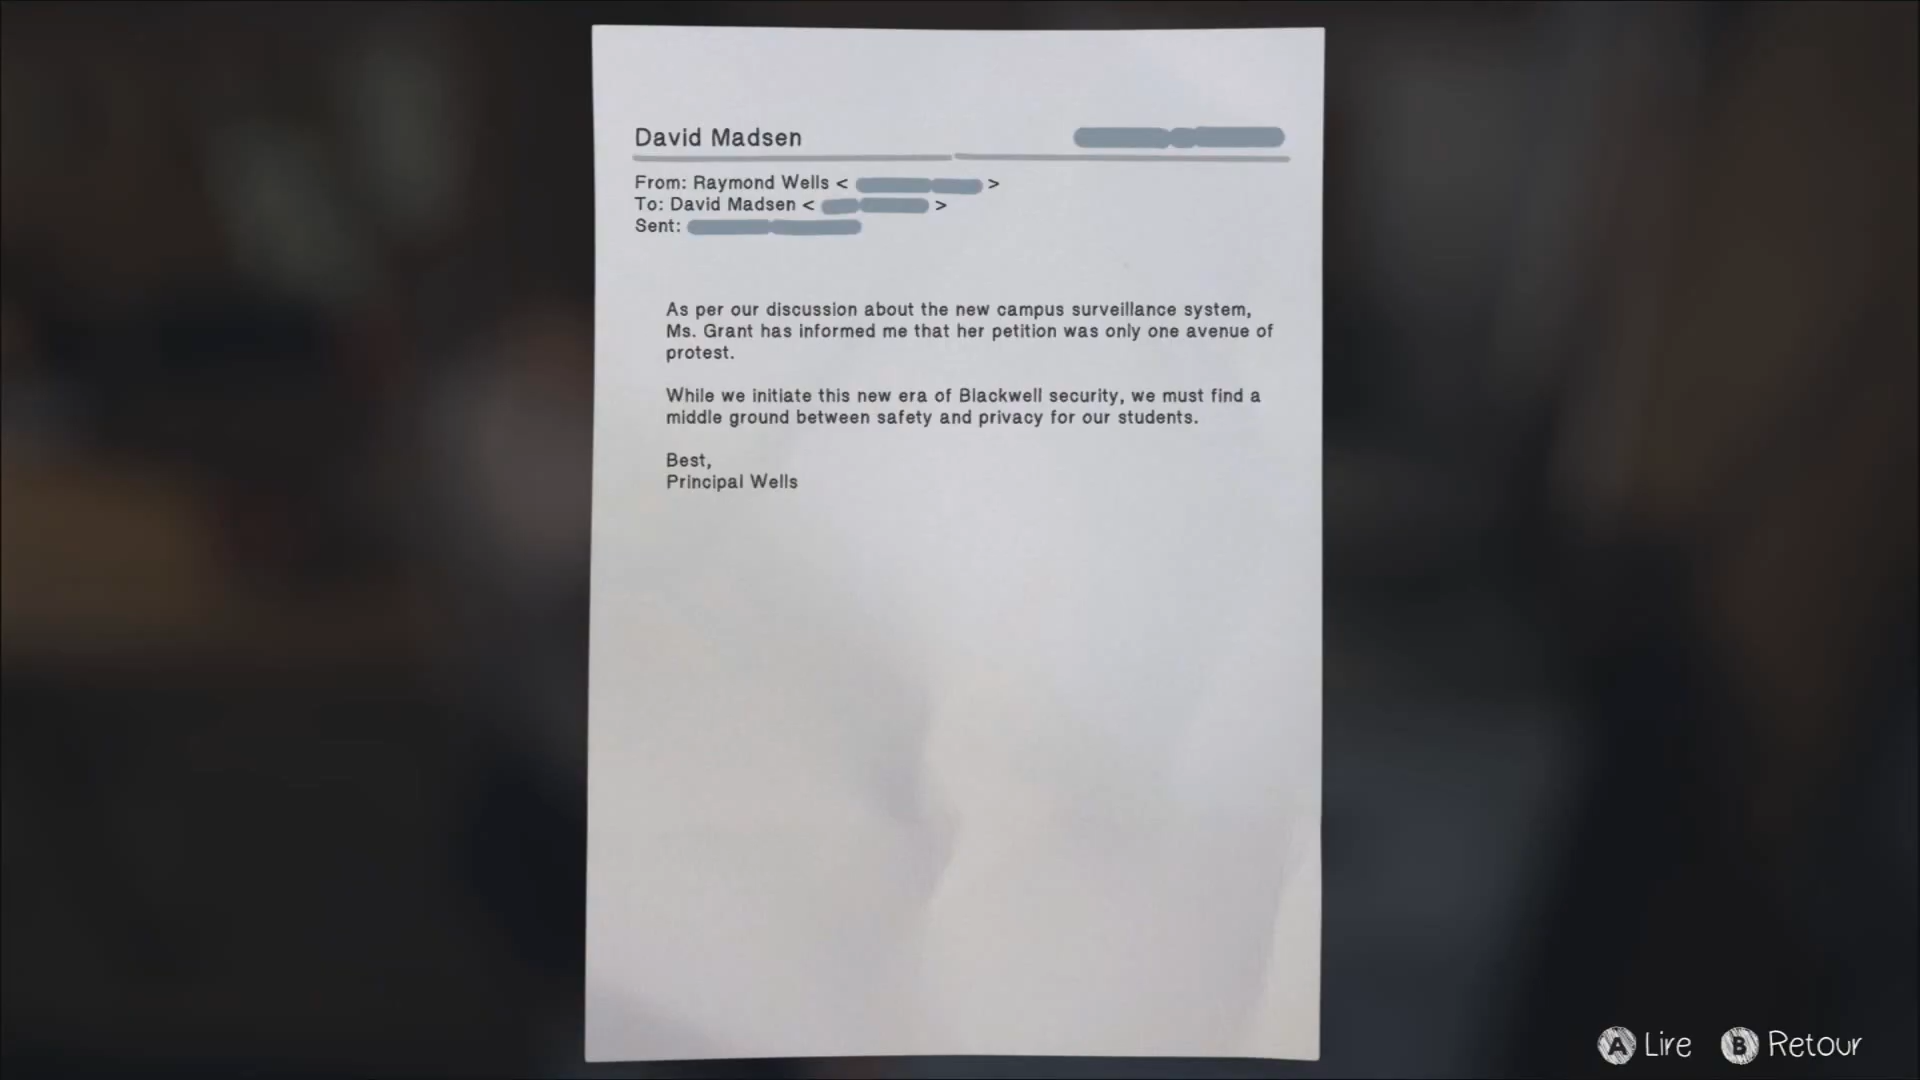 David Madsen
From: Raymond Wells < >
To: David Madsen < >
Sent:
As per our discussion about the new campus surveillance system,
Ms. Grant has informed me that her petition was only one avenue of
protest.
While we initiate this new era of Blackwell security, we must find a
middle ground between safety and privacy for our students.
Best,
Principal Wells
A Lire B Retour